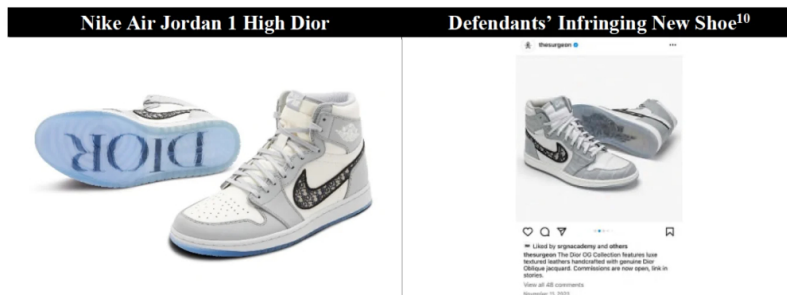 Nike Air Jordan 1 High Dior
Defendants' Infringing New Shoe10
thesurgeon
DIOR
Liked by srgnacademy and others
thesurgeon The Dior OG Collection features luxe
textured leathers handcrafted with genuine Dior
Oblique jacquard. Commissions are now open, link in
stories.
View all 48 comments